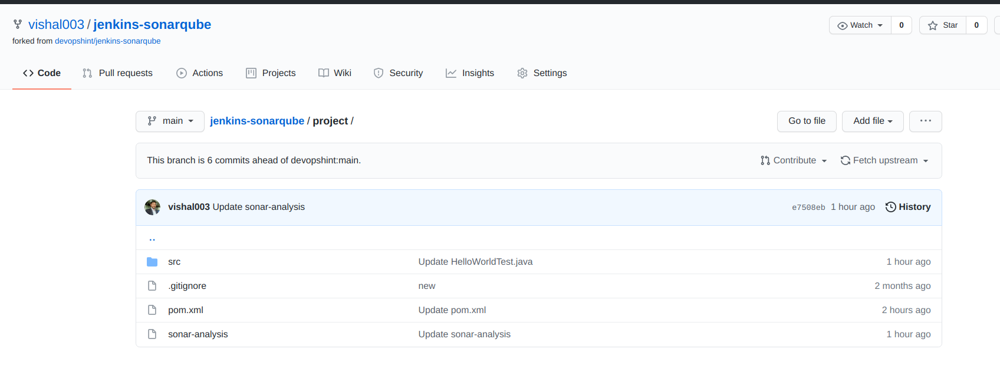 vishal003 / jenkins-sonarqube
Watch 0 Star 0
forked from devopshint/jenkins-sonarqube
<> Code Pull requests Actions Projects Wiki Security Insights Settings
main jenkins-sonarqube / project / Go to file Add file ...
This branch is 6 commits ahead of devopshint:main. Contribute Fetch upstream
vishal003 Update sonar-analysis e7508eb 1 hour ago History
..
src Update HelloWorldTest.java 1 hour ago
.gitignore new 2 months ago
pom.xml Update pom.xml 2 hours ago
sonar-analysis Update sonar-analysis 1 hour ago